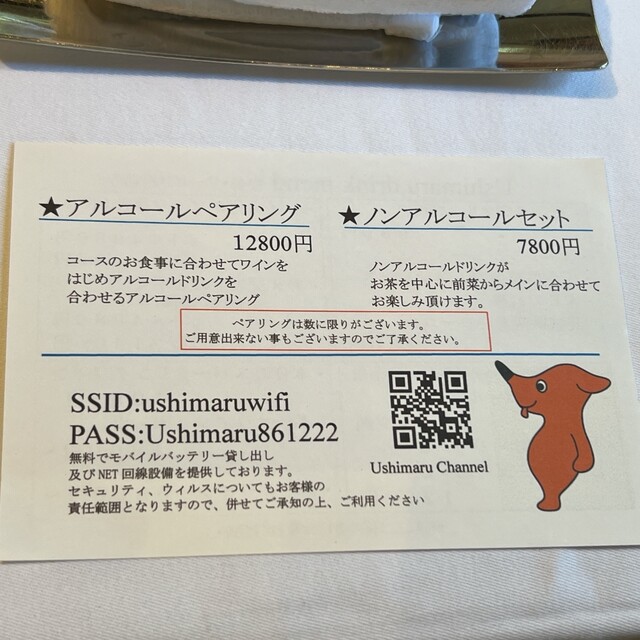 ★アルコールペアリング
12800円
コースのお食事に合わせてワインを
はじめアルコールドリンクを
合わせるアルコールペアリング
★ノンアルコールセット
7800円
ノンアルコールドリンクが
お茶を中心に前菜からメインに合わせて
お楽しみ頂けます。
ペアリングは数に限りがございます。
ご用意出来ない事もございますのでご了承ください。
SSID:ushimaruwifi
PASS:Ushimaru861222
無料でモバイルバッテリー貸し出し
及びNET回線設備を提供しております。
セキュリティ、ウィルスについてもお客様の
責任範囲となりますので、併せてご承知の上、ご利用ください
Ushimaru Channel